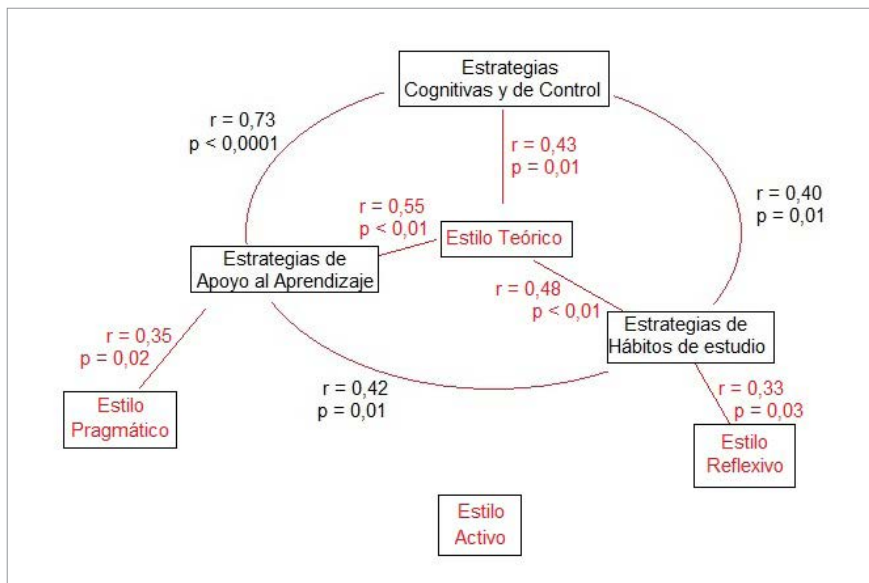 Estrategias
Cognitivas y de Control
r = 0,73
p < 0,0001
r = 0,43
p = 0,01
r = 0,40
p = 0,01
r = 0,55
p < 0,01
Estilo Teórico
Estrategias de
Apoyo al Aprendizaje
r = 0,48
p < 0,01
Estrategias de
Hábitos de estudio
r = 0,35
p = 0,02
r = 0,42
p = 0,01
r = 0,33
p = 0,03
Estilo
Pragmático
Estilo
Reflexivo
Estilo
Activo